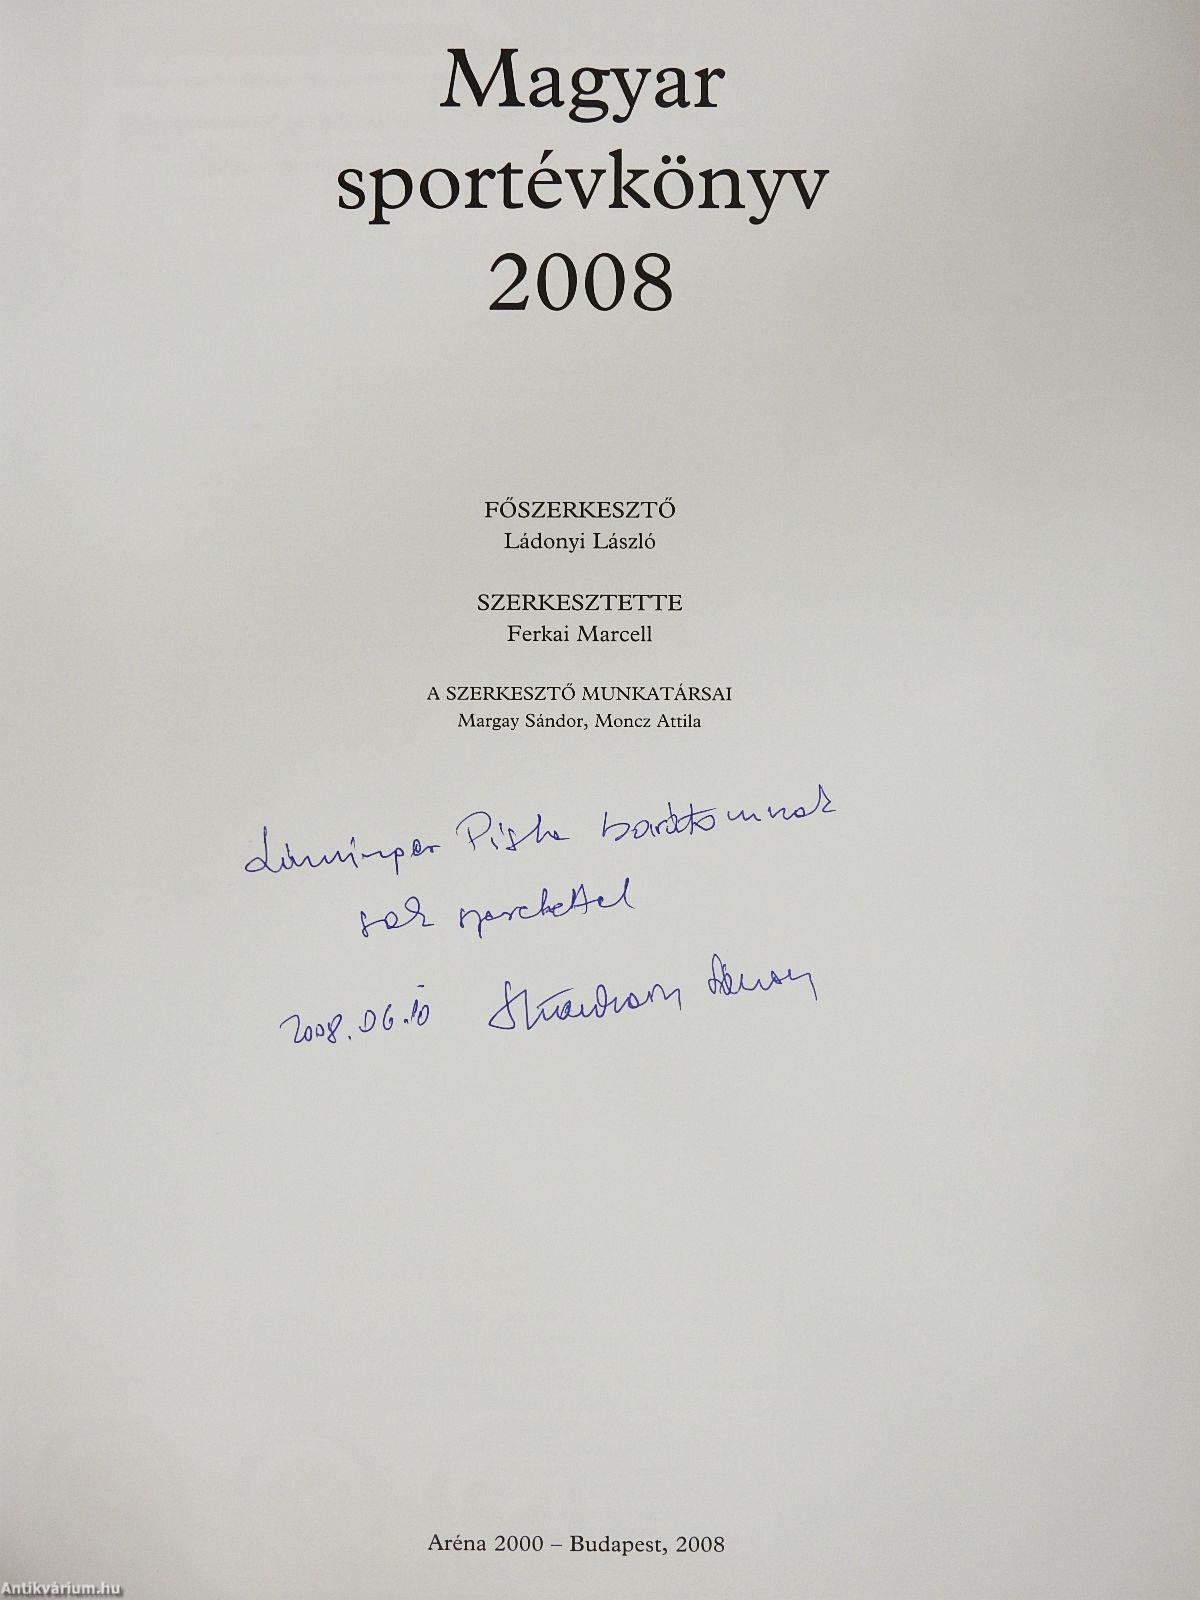 Magyar
sportévkönyv
2008
FŐSZERKESZTŐ
Ládonyi László
SZERKESZTETTE
Ferkai Marcell
A SZERKESZTŐ MUNKATÁRSAI
Margay Sándor, Moncz Attila
Pista barátomnak
sok szeretettel
2008.06.10
Aréna 2000 – Budapest, 2008
Antikvárium.hu